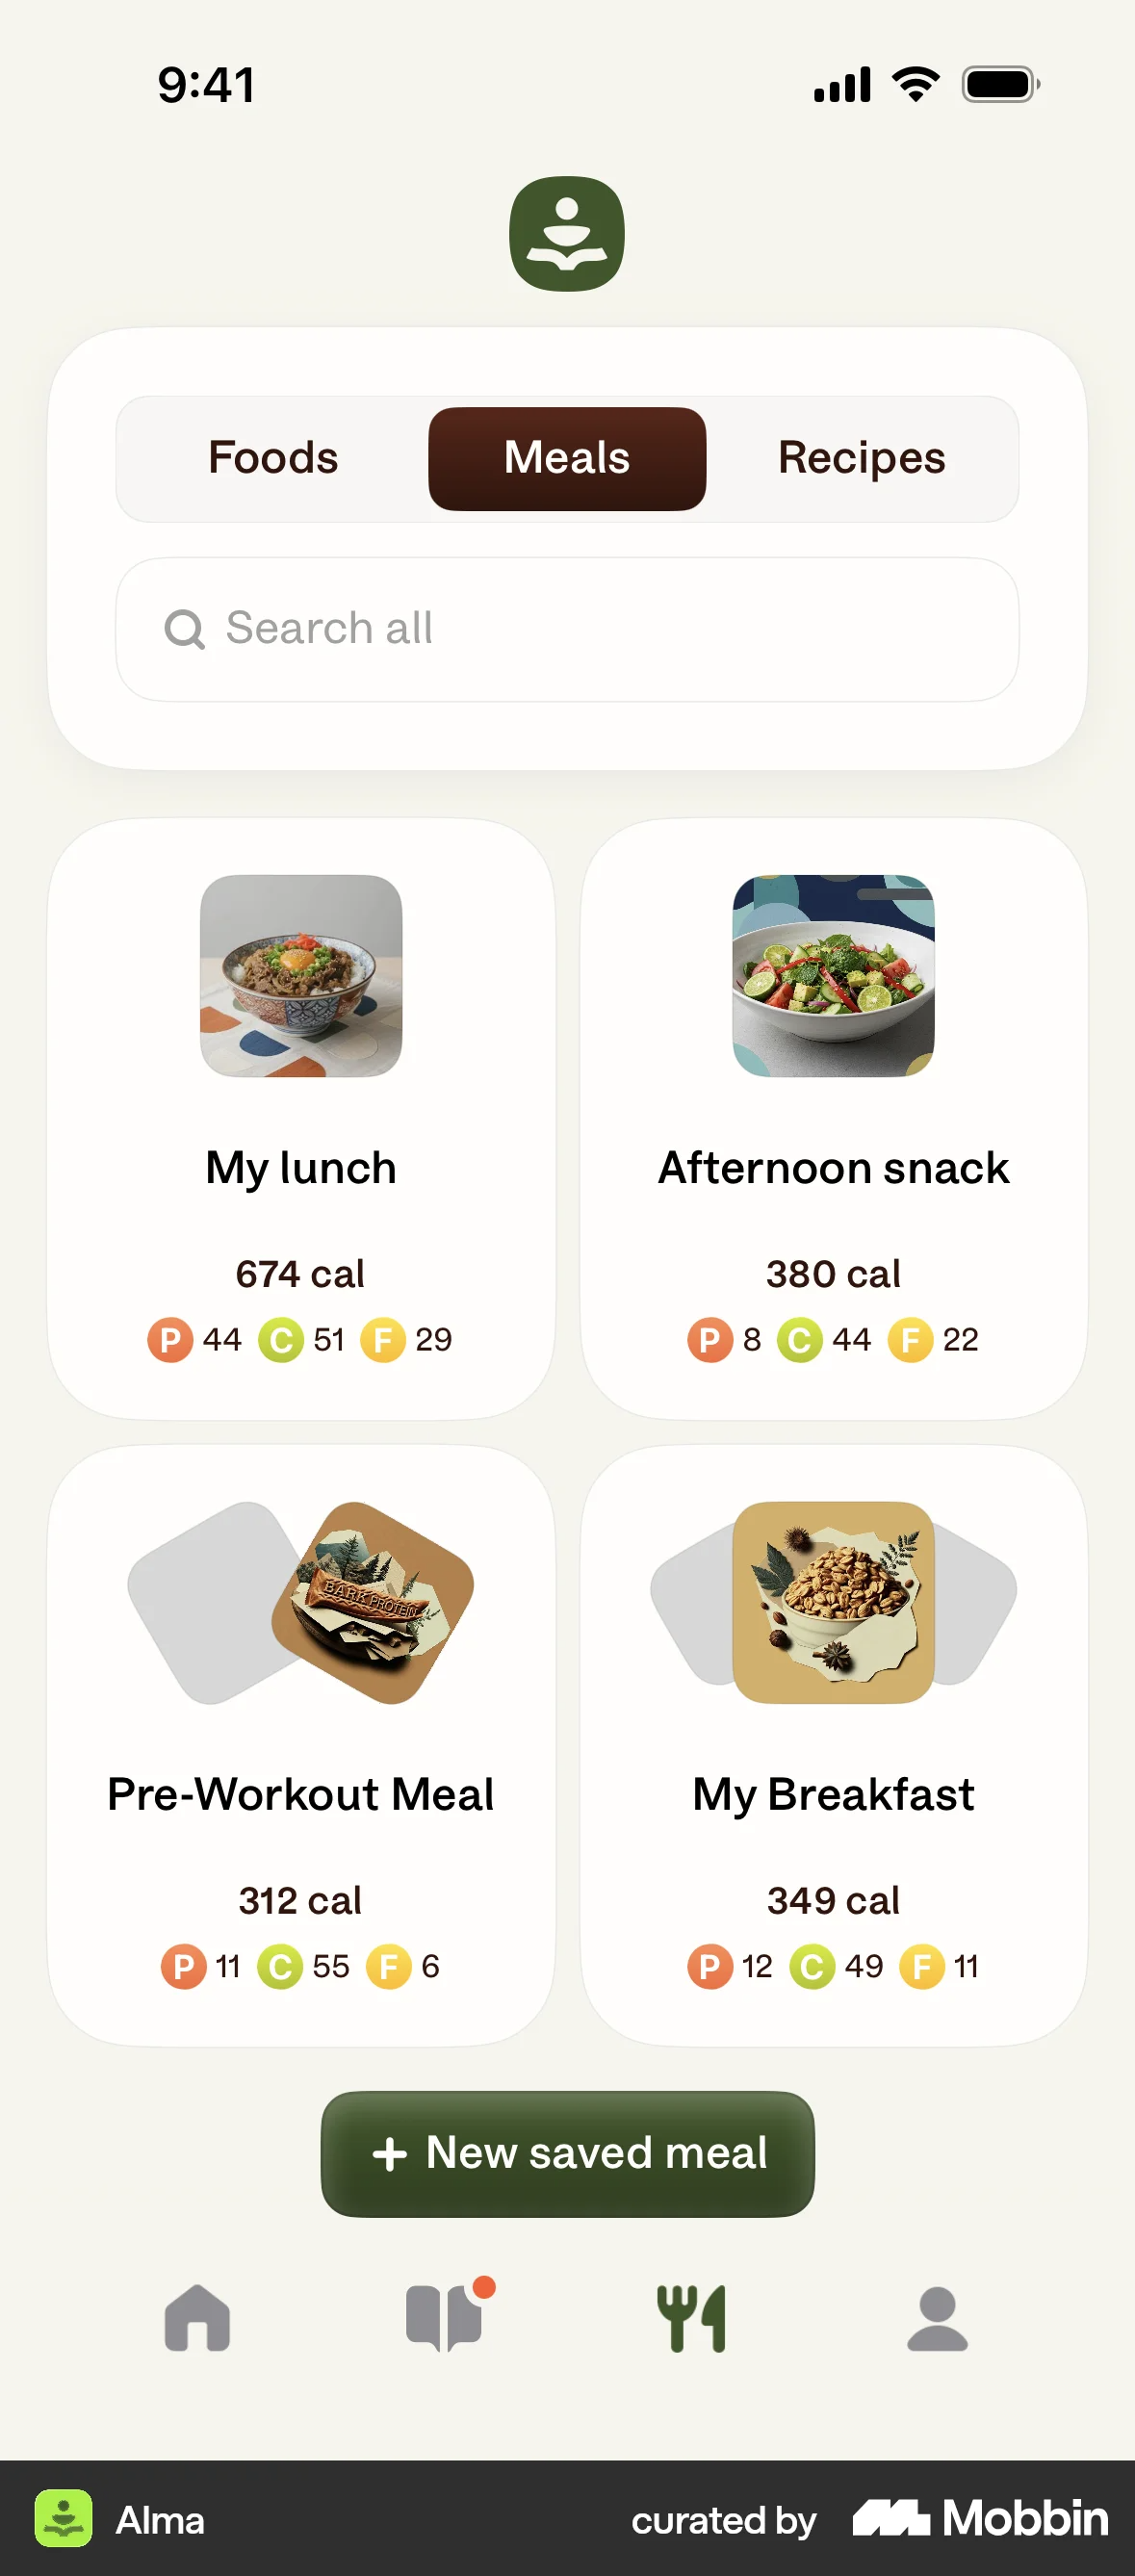 9:41
Foods Meals Recipes
Search all
My lunch
674 cal
P 44 C 51 F 29
Afternoon snack
380 cal
P 8 C 44 F 22
BARK PROTEIN
Pre-Workout Meal
312 cal
P 11 C 55 F 6
My Breakfast
349 cal
P 12 C 49 F 11
+ New saved meal
Alma
curated by Mobbin